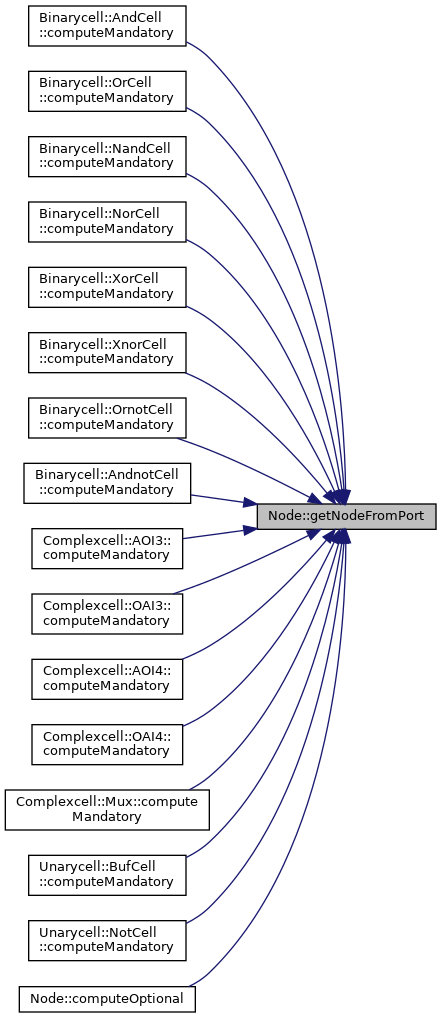 Binarycell::AndCell
::computeMandatory
Binarycell::OrCell
::computeMandatory
Binarycell::NandCell
::computeMandatory
Binarycell::NorCell
::computeMandatory
Binarycell::XorCell
::computeMandatory
Binarycell::XnorCell
::computeMandatory
Binarycell::OrnotCell
::computeMandatory
Binarycell::AndnotCell
::computeMandatory
Node::getNodeFromPort
Complexcell::AOI3::
computeMandatory
Complexcell::OAI3::
computeMandatory
Complexcell::AOI4::
computeMandatory
Complexcell::OAI4::
computeMandatory
Complexcell::Mux::compute
Mandatory
Unarycell::BufCell
::computeMandatory
Unarycell::NotCell
::computeMandatory
Node::computeOptional